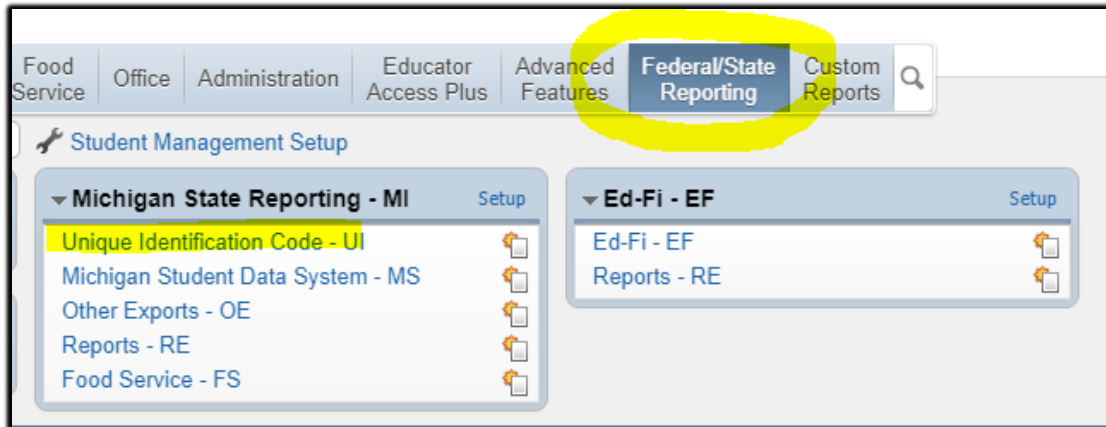 Food Service
Office
Administration
Educator Access Plus
Advanced Features
Federal/State Reporting
Custom Reports
Student Management Setup
Michigan State Reporting - MI
Setup
Unique Identification Code - UI
Michigan Student Data System - MS
Other Exports - OE
Reports - RE
Food Service - FS
Ed-Fi - EF
Setup
Ed-Fi - EF
Reports - RE